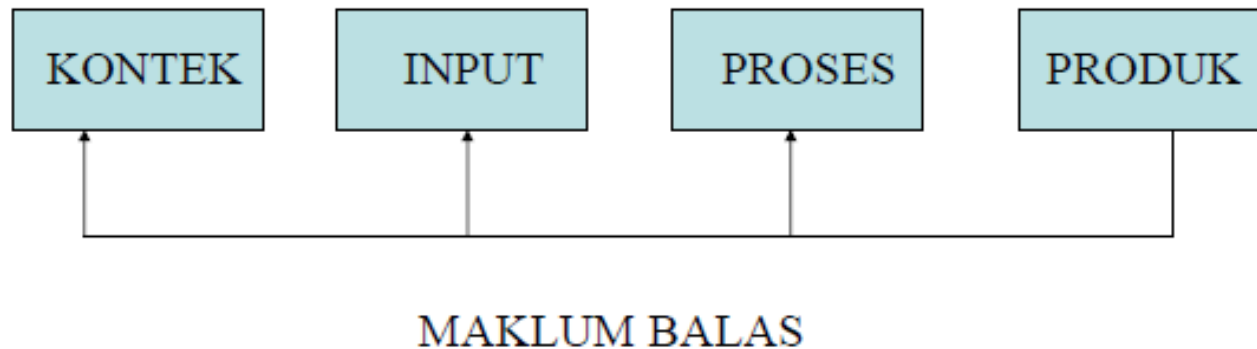 KONTEK
INPUT
PROSES
PRODUK
MAKLUM BALAS